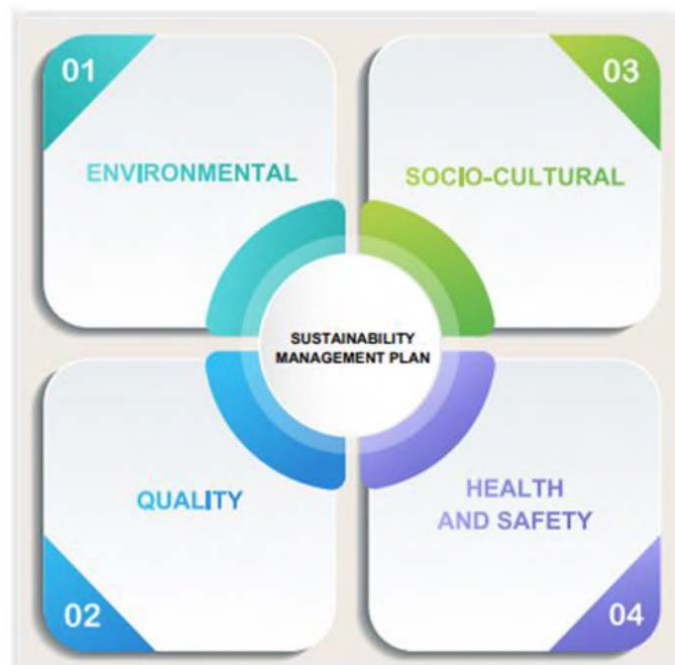 01
ENVIRONMENTAL
03
SOCIO-CULTURAL
SUSTAINABILITY
MANAGEMENT PLAN
QUALITY
02
HEALTH
AND SAFETY
04